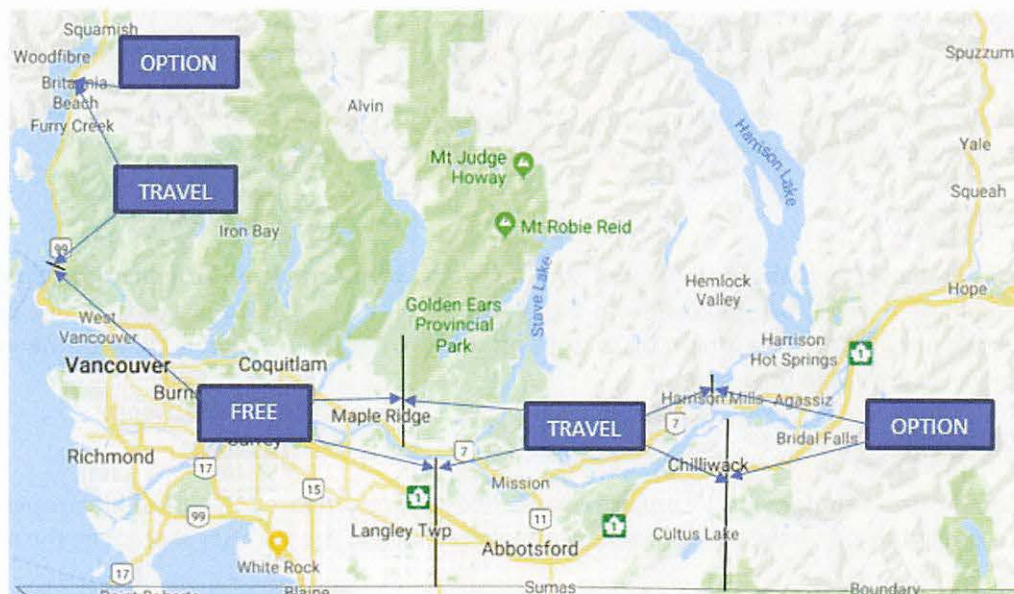 Squamish
Woodfibre
OPTION
Britannia
Beach
Furry Creek
Alvin
Spuzzum
Harrison Lake
Yale
Mt Judge
Howay
TRAVEL
Squeah
Mt Robie Reid
Iron Bay
99
Stave Lake
Hemlock
Valley
Hope
Golden Ears
Provincial
Park
West
Vancouver
Harrison
Hot Springs
1
Vancouver
Coquitlam
Burn
FREE
Maple Ridge
TRAVEL
Harrison Mills
Agassiz
OPTION
7
Bridal Falls
Richmond
17
7
Chilliwack
Mission
15
1
99
Langley Twp
11
1
Abbotsford
Cultus Lake
White Rock
17
Blaine
Sumas
Boundary